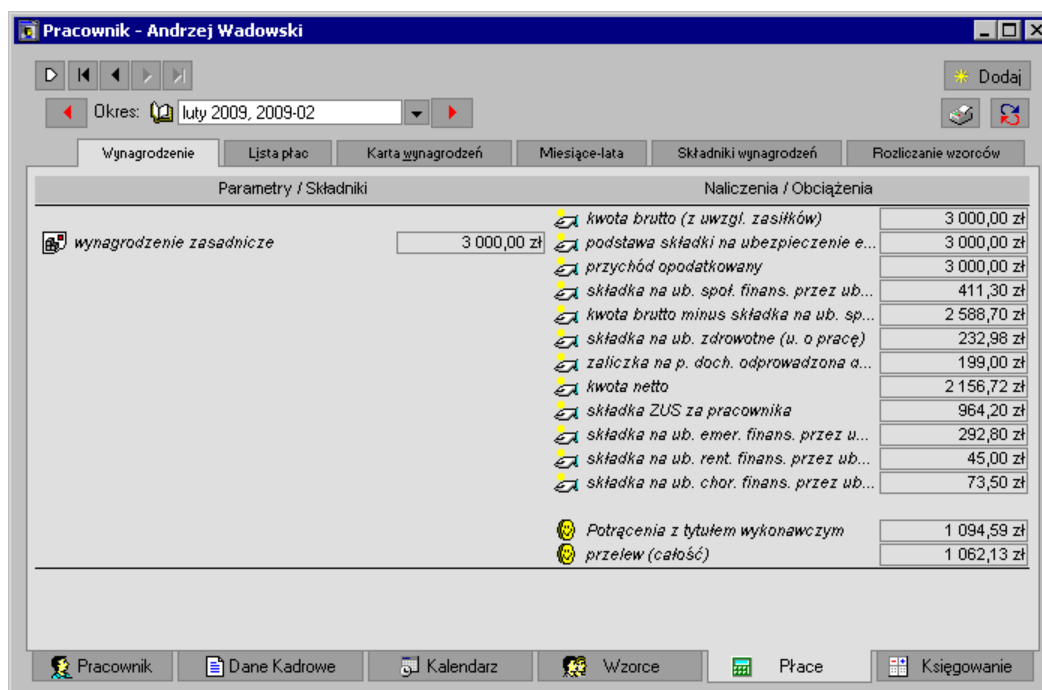 Pracownik - Andrzej Wadowski
Dodaj
Okres: luty 2009, 2009-02
Wynagrodzenie Lista płac Karta wynagrodzeń Miesiące-lata Składniki wynagrodzeń Rozliczanie wzorców
Parametry / Składniki Naliczenia / Obciążenia
kwota brutto (z uwzgl. zasiłków) 3 000,00 zł
wynagrodzenie zasadnicze 3 000,00 zł podstawa składki na ubezpieczenie e... 3 000,00 zł
przychód opodatkowany 3 000,00 zł
składka na ub. społ. finans. przez ub... 411,30 zł
kwota brutto minus składka na ub. sp... 2 588,70 zł
składka na ub. zdrowotne (u. o pracę) 232,98 zł
zaliczka na p. doch. odprowadzona d... 199,00 zł
kwota netto 2 156,72 zł
składka ZUS za pracownika 964,20 zł
składka na ub. emer. finans. przez u... 292,80 zł
składka na ub. rent. finans. przez ub... 45,00 zł
składka na ub. chor. finans. przez ub... 73,50 zł
Potrącenia z tytułem wykonawczym 1 094,59 zł
przelew (całość) 1 062,13 zł
Pracownik Dane Kadrowe Kalendarz Wzorce Płace Księgowanie